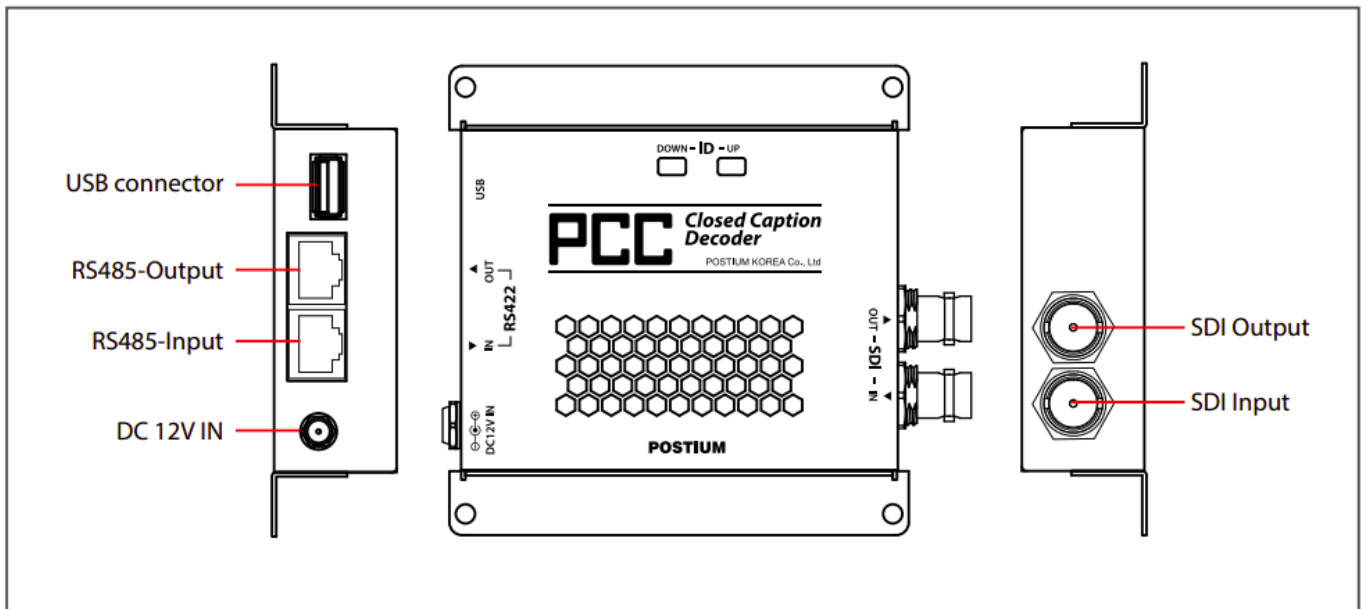 USB connector
RS485-Output
RS485-Input
DC 12V IN
DOWN - ID - UP
USB
OUT
RS422
IN
DC12V IN
PCC Closed Caption
Decoder
POSTIUM KOREA Co., Ltd
OUT - SDI - IN
POSTIUM
SDI Output
SDI Input